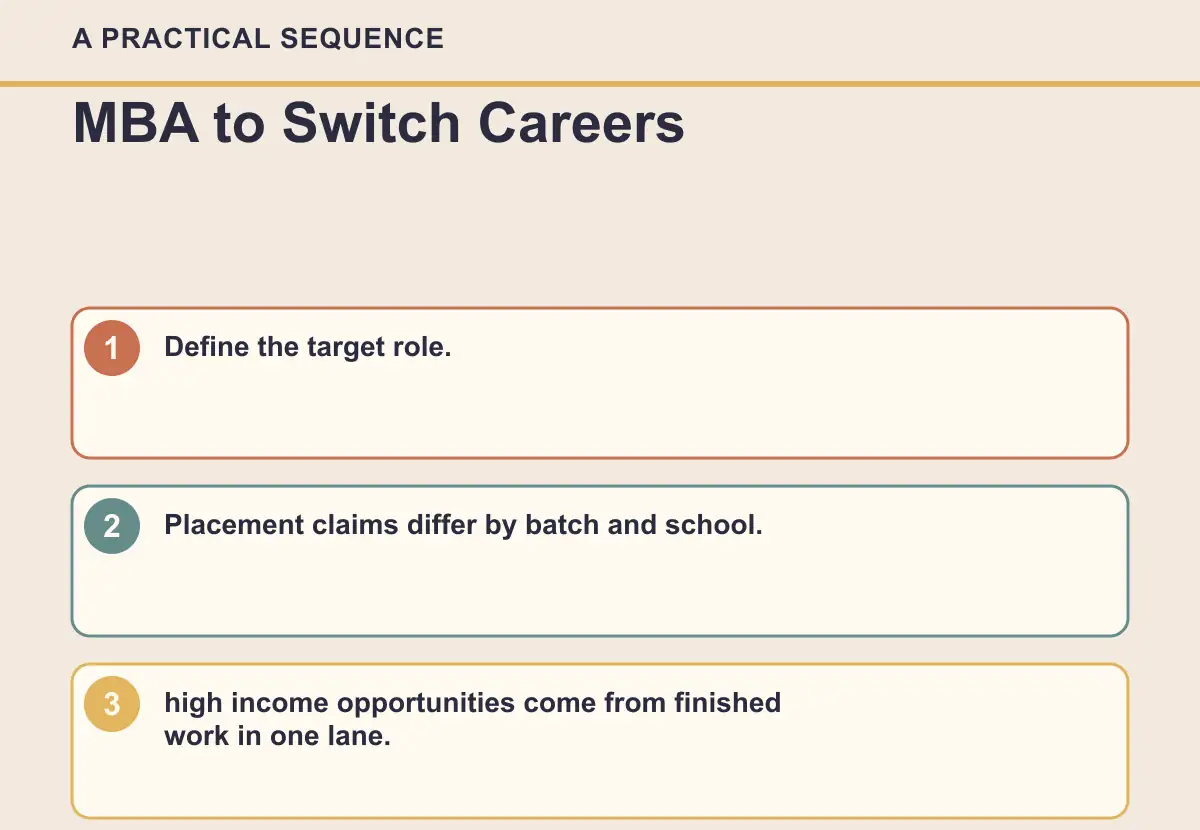 A PRACTICAL SEQUENCE
MBA to Switch Careers
1
Define the target role.
2
Placement claims differ by batch and school.
3
high income opportunities come from finished
work in one lane.